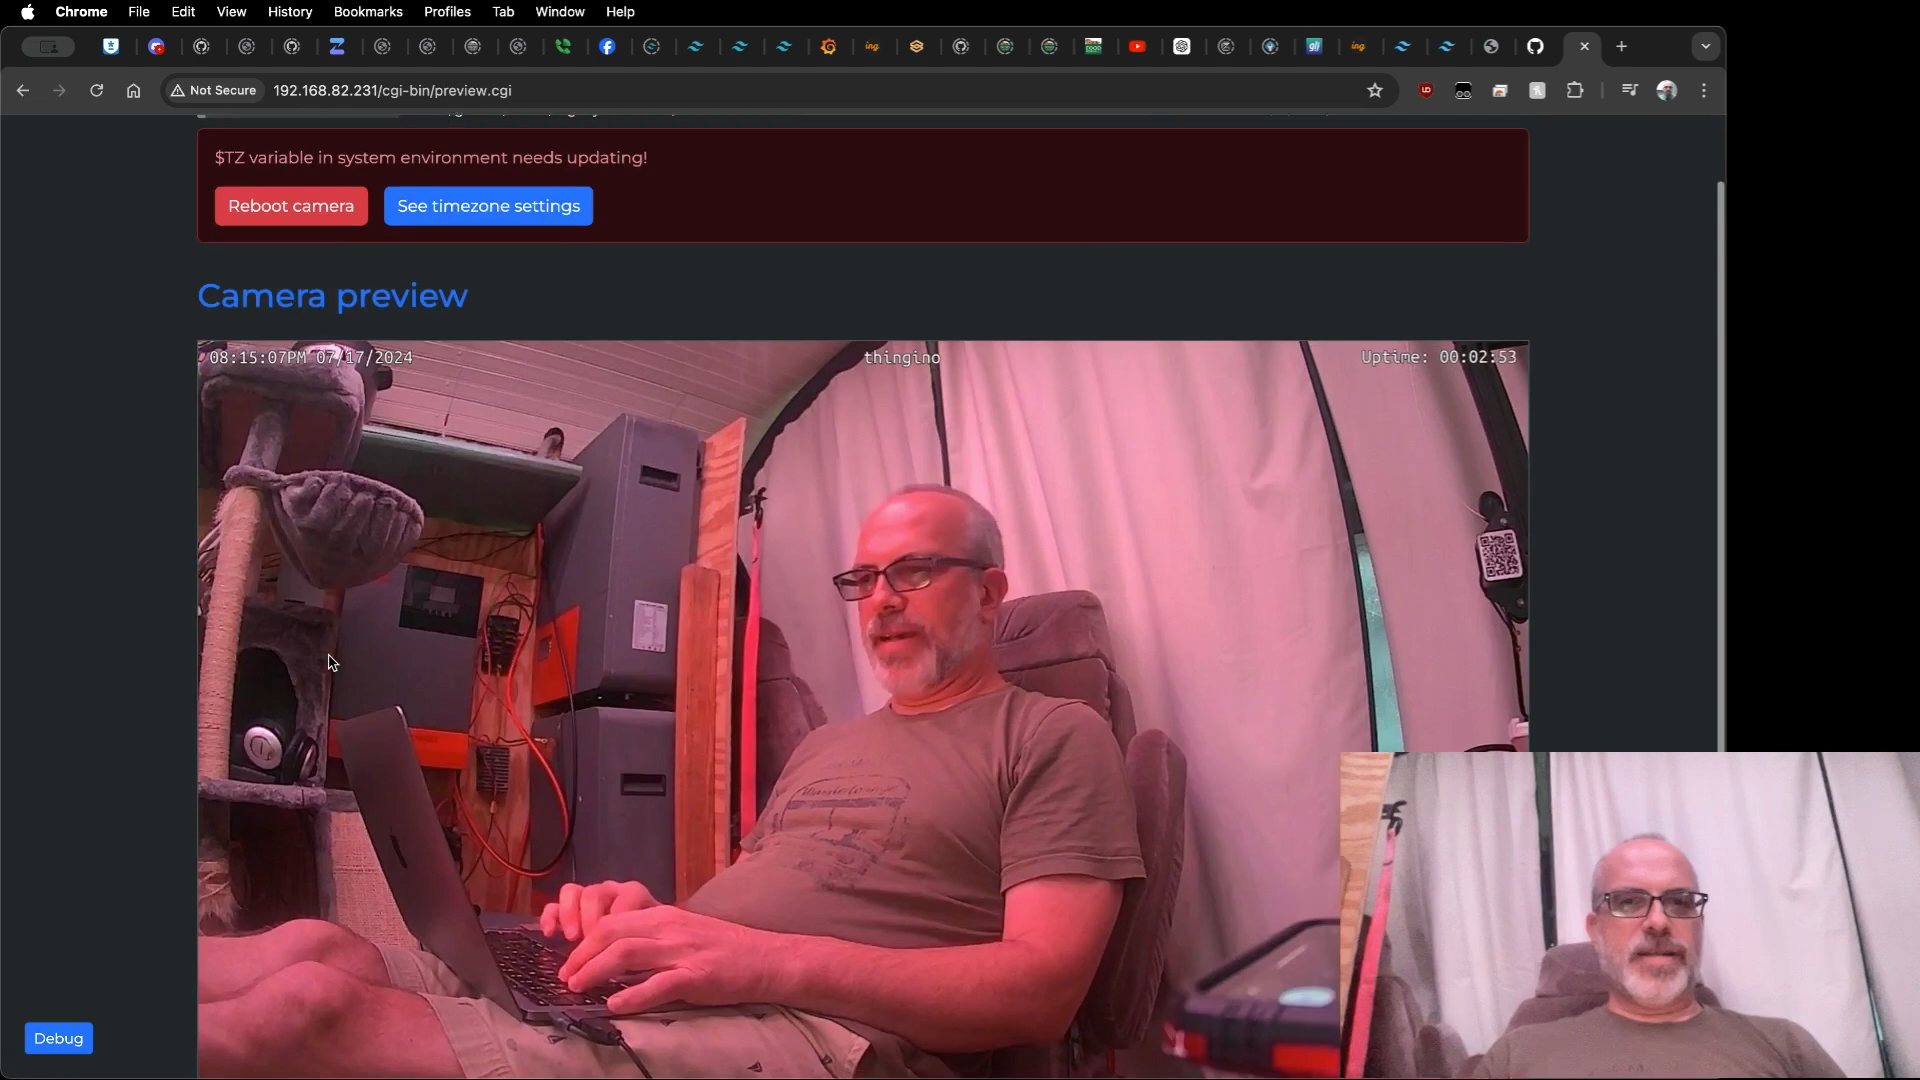 Chrome File Edit View History Bookmarks Profiles Tab Window Help
Not Secure 192.168.82.231/cgi-bin/preview.cgi
$TZ variable in system environment needs updating!
Reboot camera See timezone settings
Camera preview
08:15:07PM 07/17/2024 thingino Uptime: 00:02:53
Debug